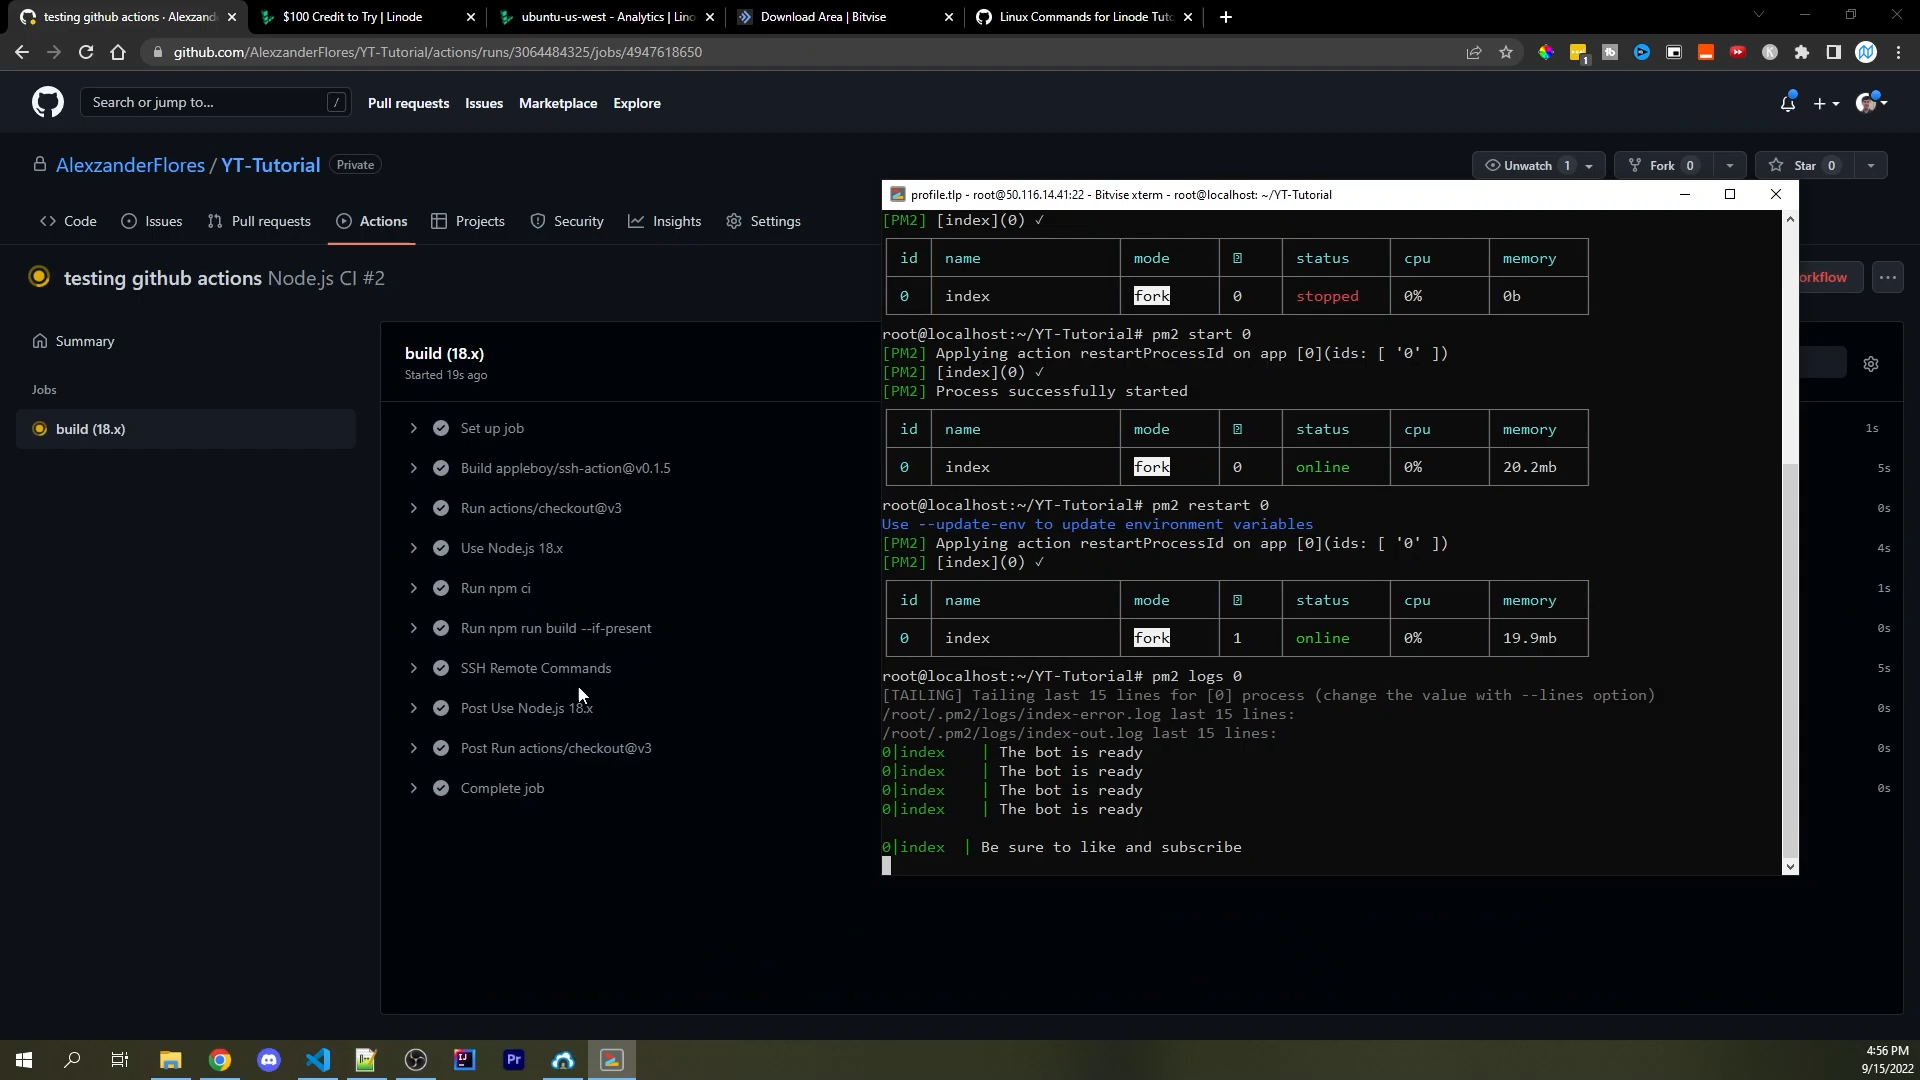 testing github actions · Alexzand
$100 Credit to Try | Linode
ubuntu-us-west - Analytics | Lino
Download Area | Bitvise
Linux Commands for Linode Tuto
github.com/AlexzanderFlores/YT-Tutorial/actions/runs/3064484325/jobs/4947618650
Search or jump to...
/
Pull requests
Issues
Marketplace
Explore
AlexzanderFlores / YT-Tutorial
Private
Unwatch 1
Fork 0
Star 0
Code
Issues
Pull requests
Actions
Projects
Security
Insights
Settings
testing github actions Node.js CI #2
orkflow
Summary
Jobs
build (18.x)
build (18.x)
Started 19s ago
Set up job
1s
Build appleboy/ssh-action@v0.1.5
5s
Run actions/checkout@v3
0s
Use Node.js 18.x
4s
Run npm ci
1s
Run npm run build --if-present
0s
SSH Remote Commands
5s
Post Use Node.js 18.x
0s
Post Run actions/checkout@v3
0s
Complete job
0s
profile.tlp - root@50.116.14.41:22 - Bitvise xterm - root@localhost: ~/YT-Tutorial
[PM2] [index](0) ✓
id name mode status cpu memory
0 index fork 0 stopped 0% 0b
root@localhost:~/YT-Tutorial# pm2 start 0
[PM2] Applying action restartProcessId on app [0](ids: [ '0' ])
[PM2] [index](0) ✓
[PM2] Process successfully started
id name mode status cpu memory
0 index fork 0 online 0% 20.2mb
root@localhost:~/YT-Tutorial# pm2 restart 0
Use --update-env to update environment variables
[PM2] Applying action restartProcessId on app [0](ids: [ '0' ])
[PM2] [index](0) ✓
id name mode status cpu memory
0 index fork 1 online 0% 19.9mb
root@localhost:~/YT-Tutorial# pm2 logs 0
[TAILING] Tailing last 15 lines for [0] process (change the value with --lines option)
/root/.pm2/logs/index-error.log last 15 lines:
/root/.pm2/logs/index-out.log last 15 lines:
0|index | The bot is ready
0|index | The bot is ready
0|index | The bot is ready
0|index | The bot is ready
0|index | Be sure to like and subscribe
4:56 PM
9/15/2022